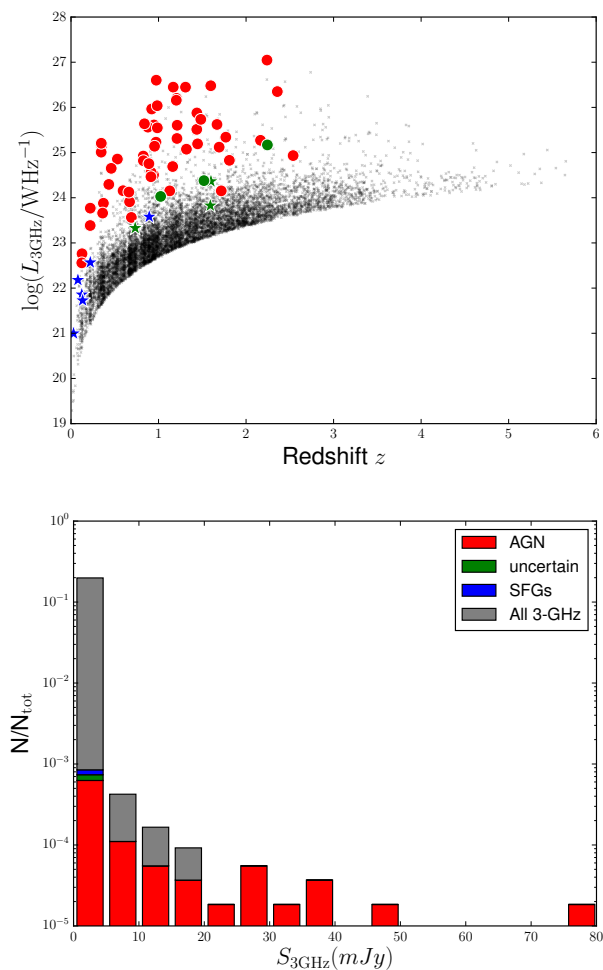 28
27
26
25
24
23
22
21
20
19
log(L3GHz/WHz−1)
0 1 2 3 4 5 6
Redshift z
10^0
10^-1
10^-2
10^-3
10^-4
10^-5
N/Ntot
AGN
uncertain
SFGs
All 3-GHz
0 10 20 30 40 50 60 70 80
S3GHz(mJy)